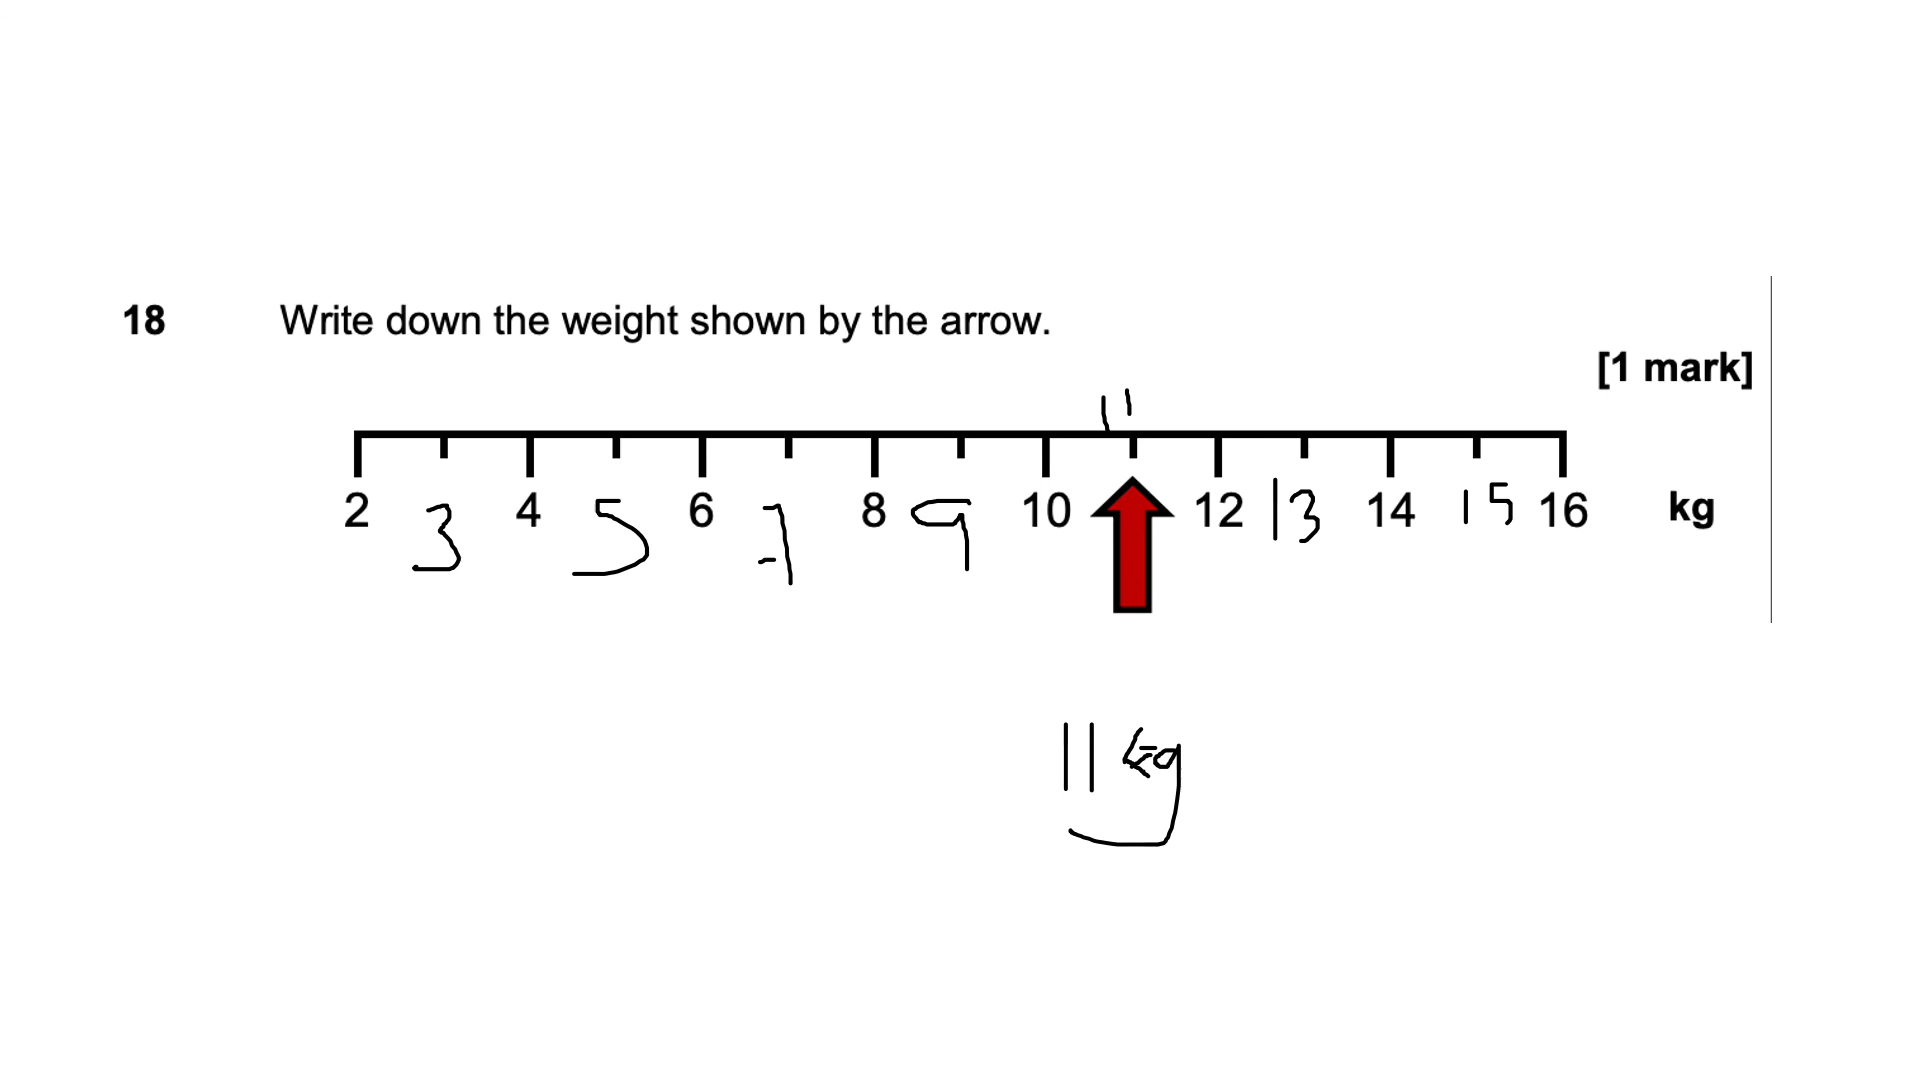 18 Write down the weight shown by the arrow.
[1 mark]
11
2 3 4 5 6 7 8 9 10 12 13 14 15 16 kg
11 kg